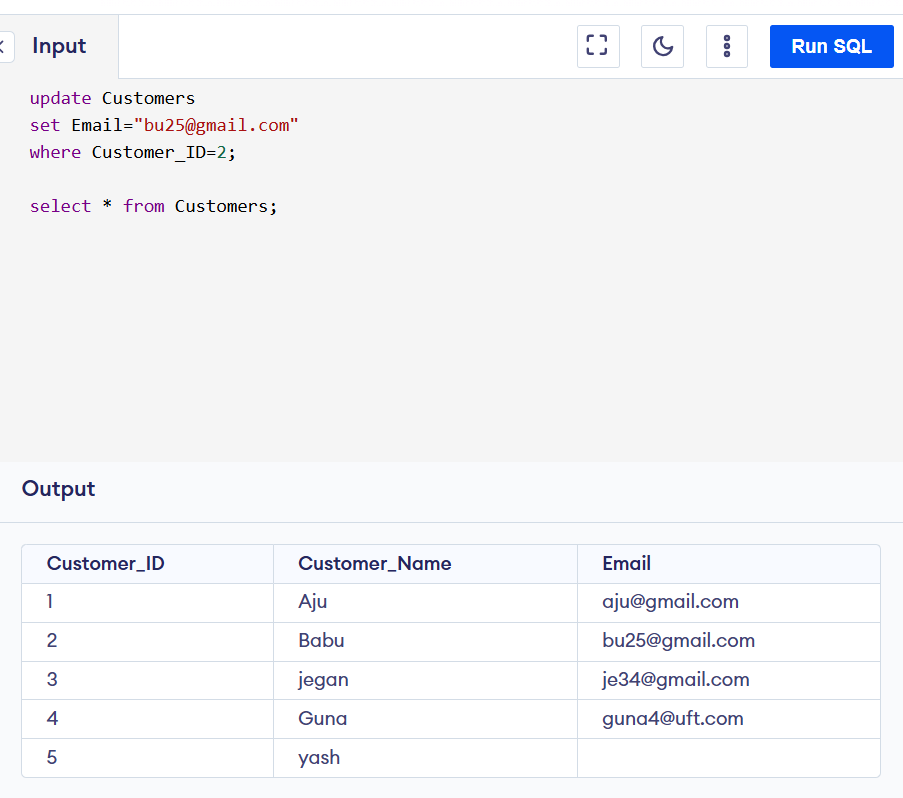 Input
Run SQL
update Customers
set Email="bu25@gmail.com"
where Customer_ID=2;
select * from Customers;
Output
Customer_ID Customer_Name Email
1 Aju aju@gmail.com
2 Babu bu25@gmail.com
3 jegan je34@gmail.com
4 Guna guna4@uft.com
5 yash